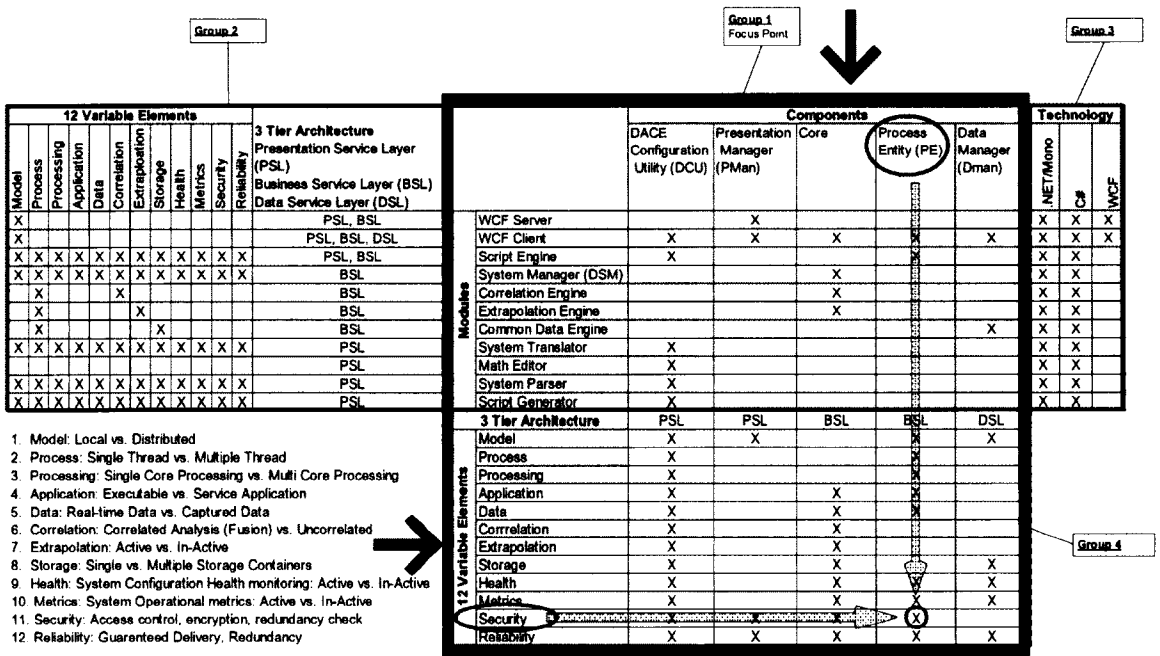 Group 2
Group 1
Focus Point
Group 3
12 Variable Elements
Model
Process
Processing
Application
Data
Correlation
Extraploation
Storage
Health
Metrics
Security
Reliability
3 Tier Architecture
Presentation Service Layer
(PSL)
Business Service Layer (BSL)
Data Service Layer (DSL)
Components
DACE
Configuration
Utility (DCU)
Presentation
Manager
(PMan)
Core
Process
Entity (PE)
Data
Manager
(Dman)
Technology
.NET/Mono
C#
WCF
Modules
X PSL, BSL WCF Server X X X X
X PSL, BSL, DSL WCF Client X X X X X X X X
X X X X X X X X X X X X PSL, BSL Script Engine X X X X
X X X X X X X X X X X X BSL System Manager (DSM) X X X
X X BSL Correlation Engine X X X
X X BSL Extrapolation Engine X X X
X X BSL Common Data Engine X X X
X X X X X X X X X X X X PSL System Translator X X X
PSL Math Editor X X X
X X X X X X X X X X X X PSL System Parser X X X
X X X X X X X X X X X X PSL Script Generator X X X
3 Tier Architecture PSL PSL BSL BSL DSL
12 Variable Elements
Model X X X X
Process X X
Processing X X
Application X X X
Data X X X
Corrrelation X X
Extrapolation X X
Storage X X X
Health X X X X
Metrics X X X X
Security X X X X
Reliability X X X X X
1. Model: Local vs. Distributed
2. Process: Single Thread vs. Multiple Thread
3. Processing: Single Core Processing vs. Multi Core Processing
4. Application: Executable vs. Service Application
5. Data: Real-time Data vs. Captured Data
6. Correlation: Correlated Analysis (Fusion) vs. Uncorrelated
7. Extrapolation: Active vs. In-Active
8. Storage: Single vs. Multiple Storage Containers
9. Health: System Configuration Health monitoring: Active vs. In-Active
10. Metrics: System Operational metrics: Active vs. In-Active
11. Security: Access control, encryption, redundancy check
12. Reliability: Guarenteed Delivery, Redundancy
Group 4